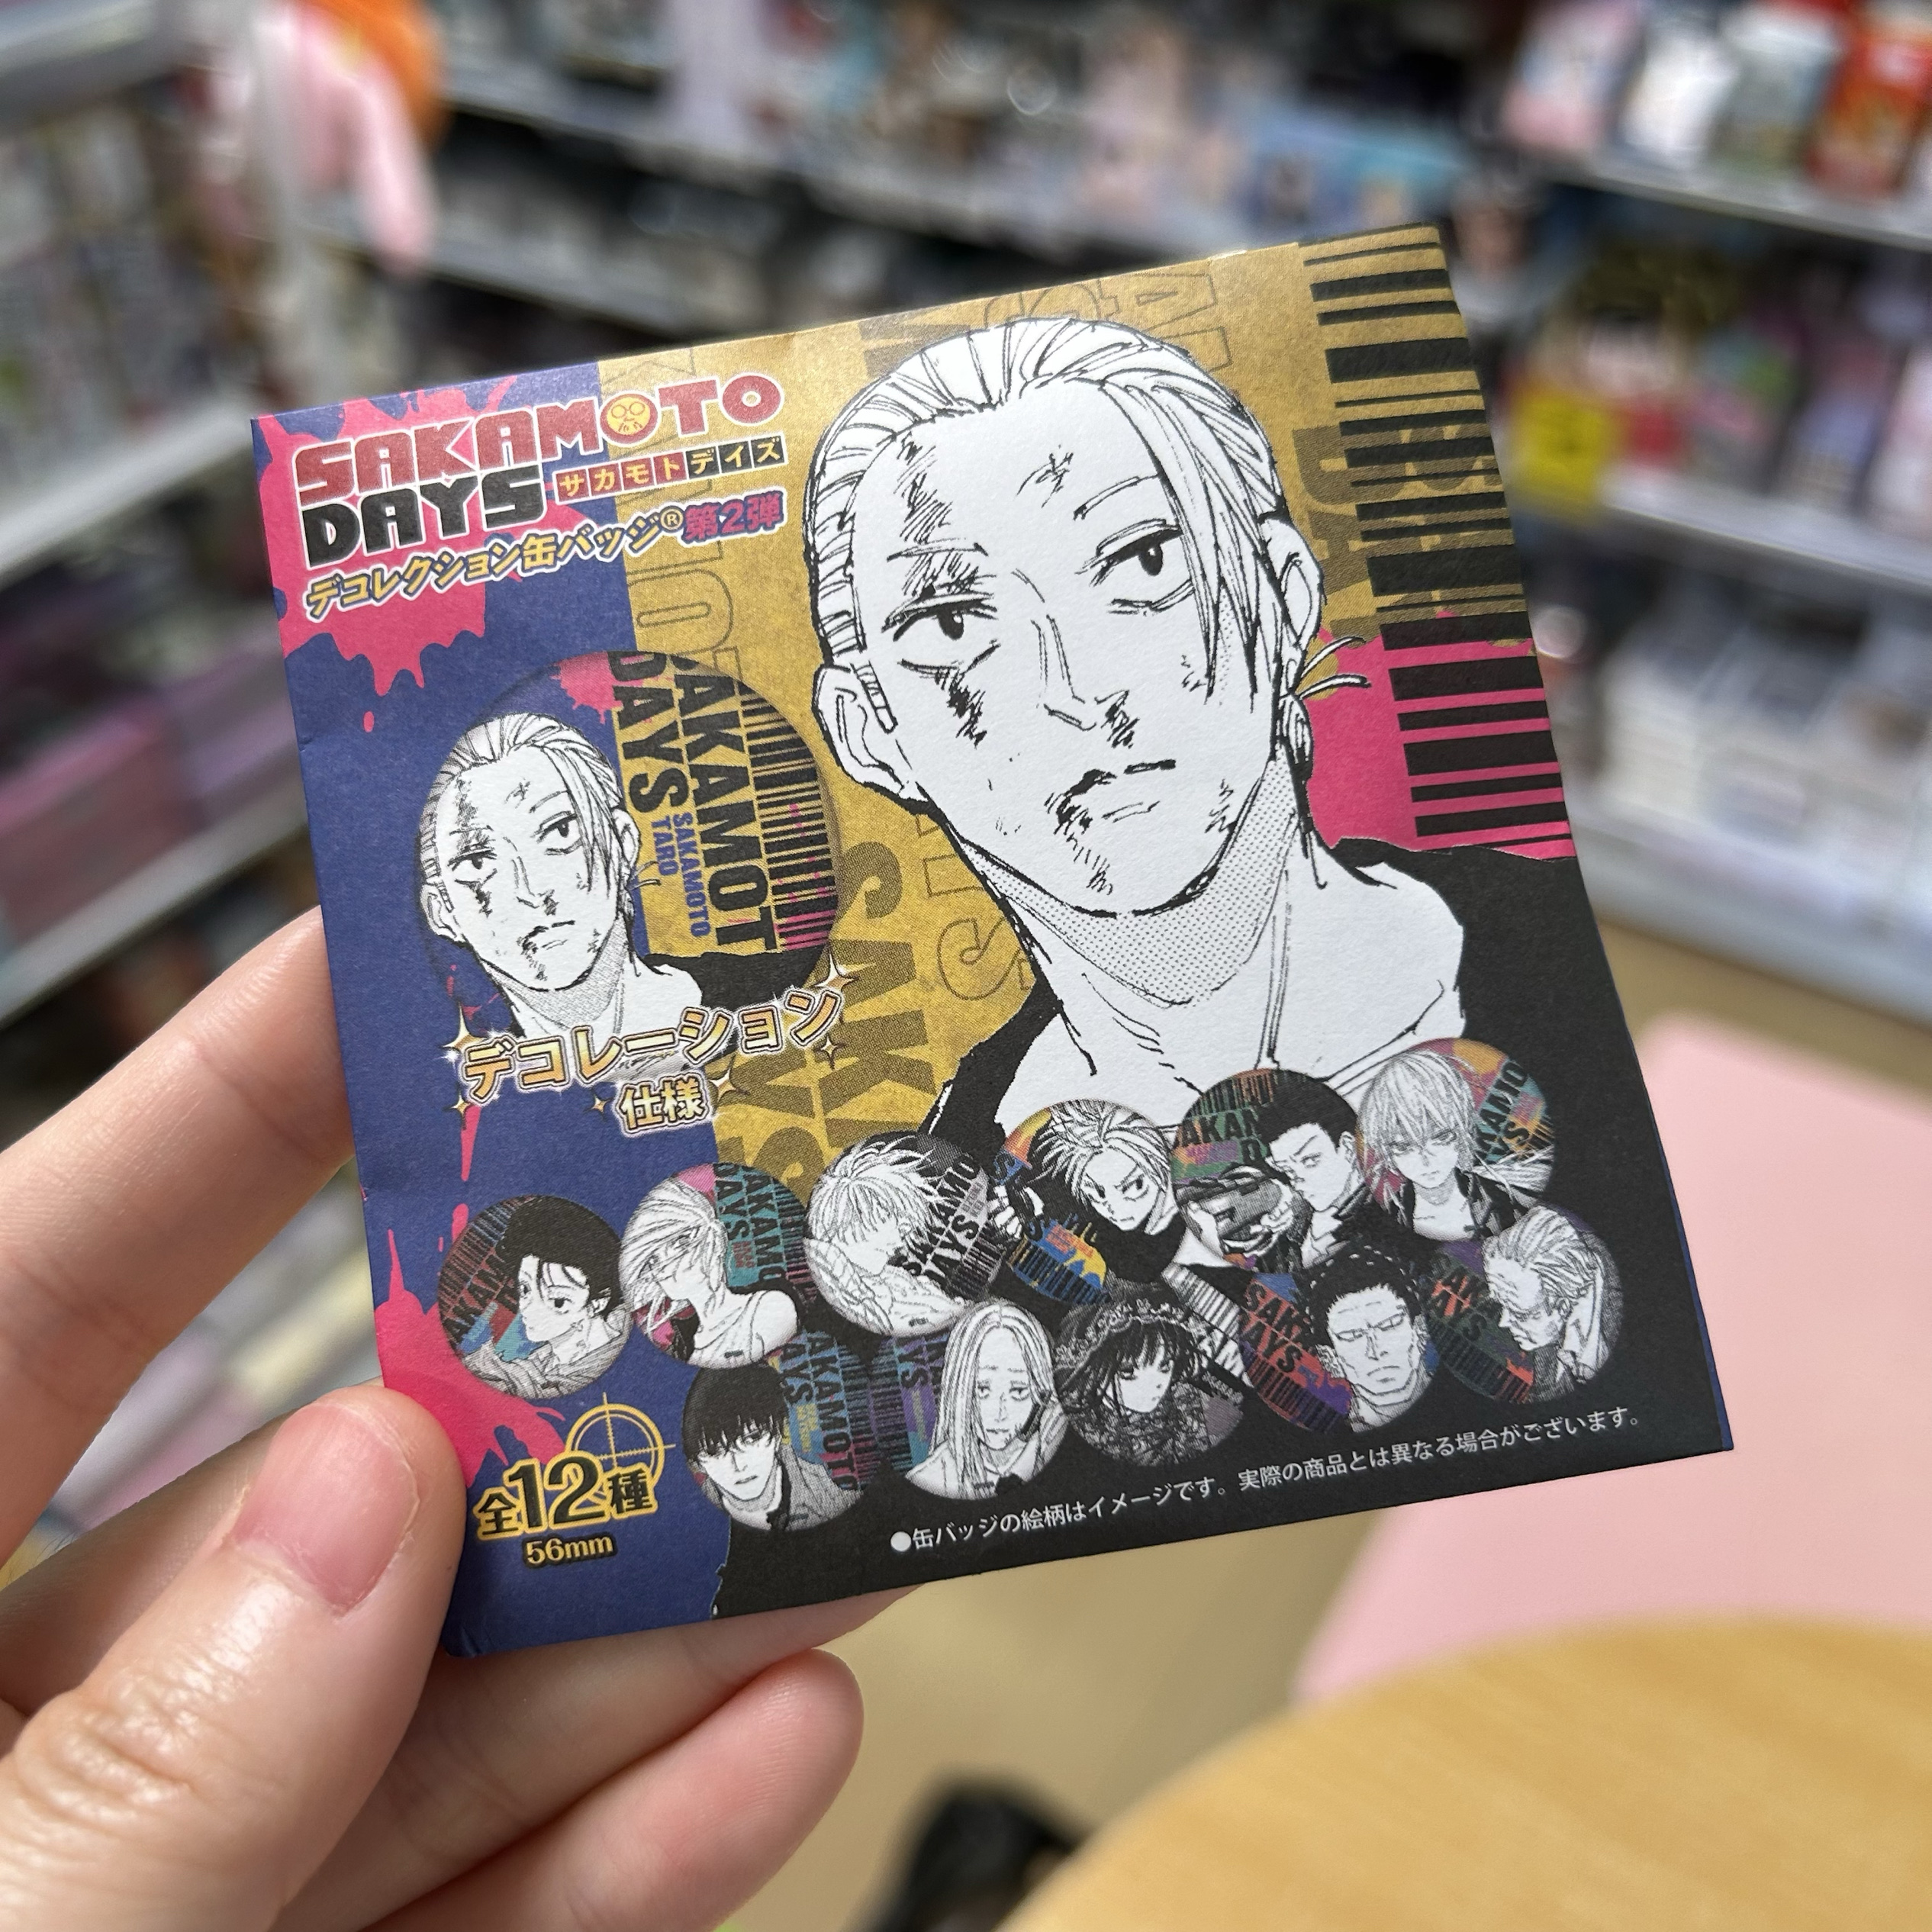 SAKAMOTO
DAYS サカモトデイズ
デコレクション缶バッジ® 第2弾
SAKAMOT
DAYS
SAKAMOTO
TARO
デコレーション
仕様
全12種
56mm
●缶バッジの絵柄はイメージです。実際の商品とは異なる場合がございます。